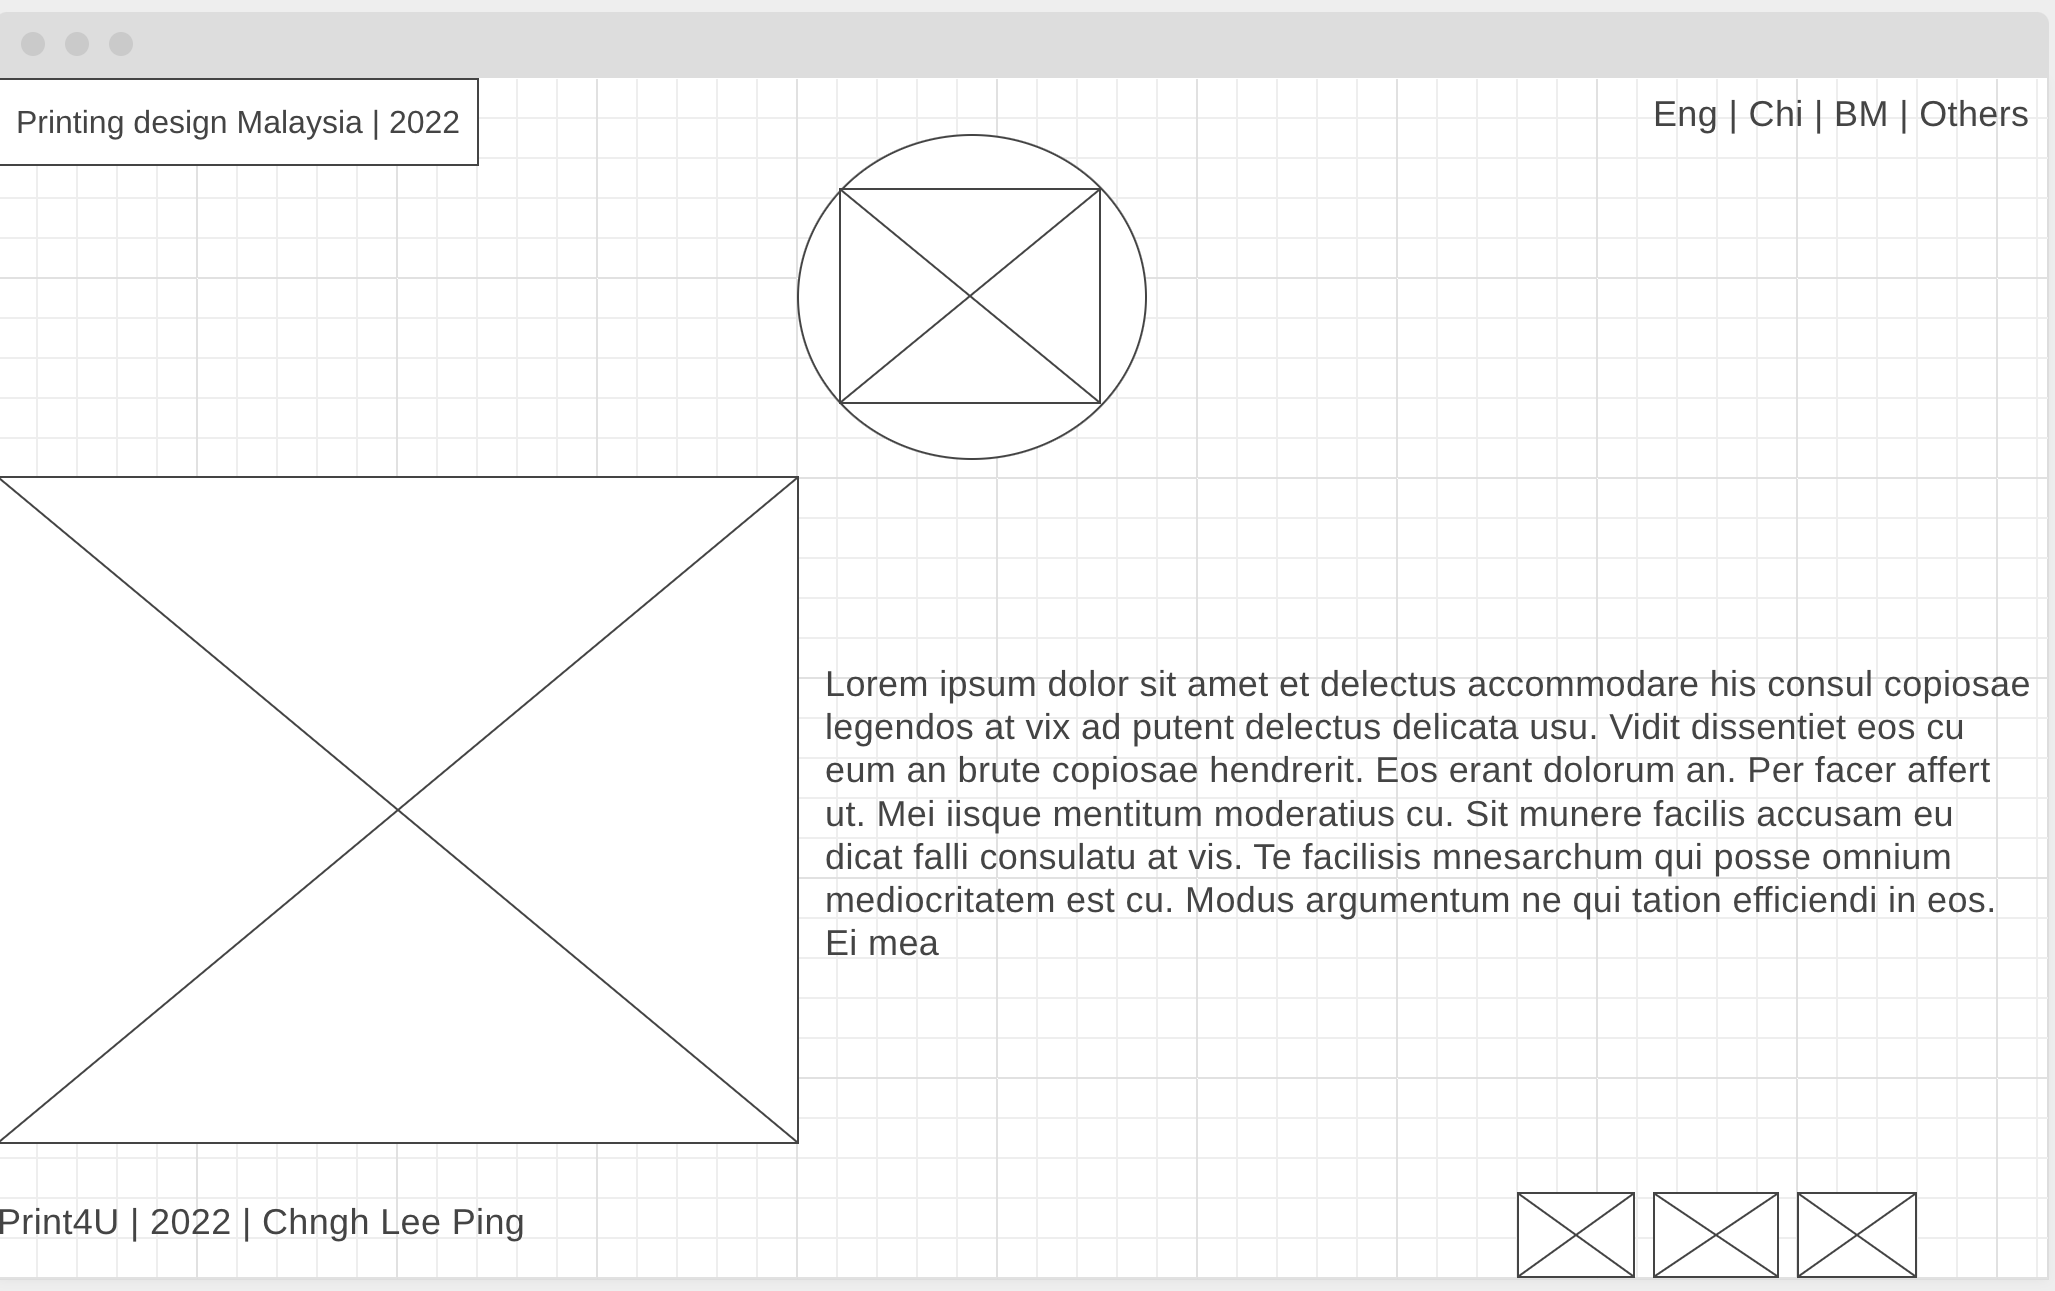 Printing design Malaysia | 2022
Eng | Chi | BM | Others
Lorem ipsum dolor sit amet et delectus accommodare his consul copiosae
legendos at vix ad putent delectus delicata usu. Vidit dissentiet eos cu
eum an brute copiosae hendrerit. Eos erant dolorum an. Per facer affert
ut. Mei iisque mentitum moderatius cu. Sit munere facilis accusam eu
dicat falli consulatu at vis. Te facilisis mnesarchum qui posse omnium
mediocritatem est cu. Modus argumentum ne qui tation efficiendi in eos.
Ei mea
Print4U | 2022 | Chngh Lee Ping